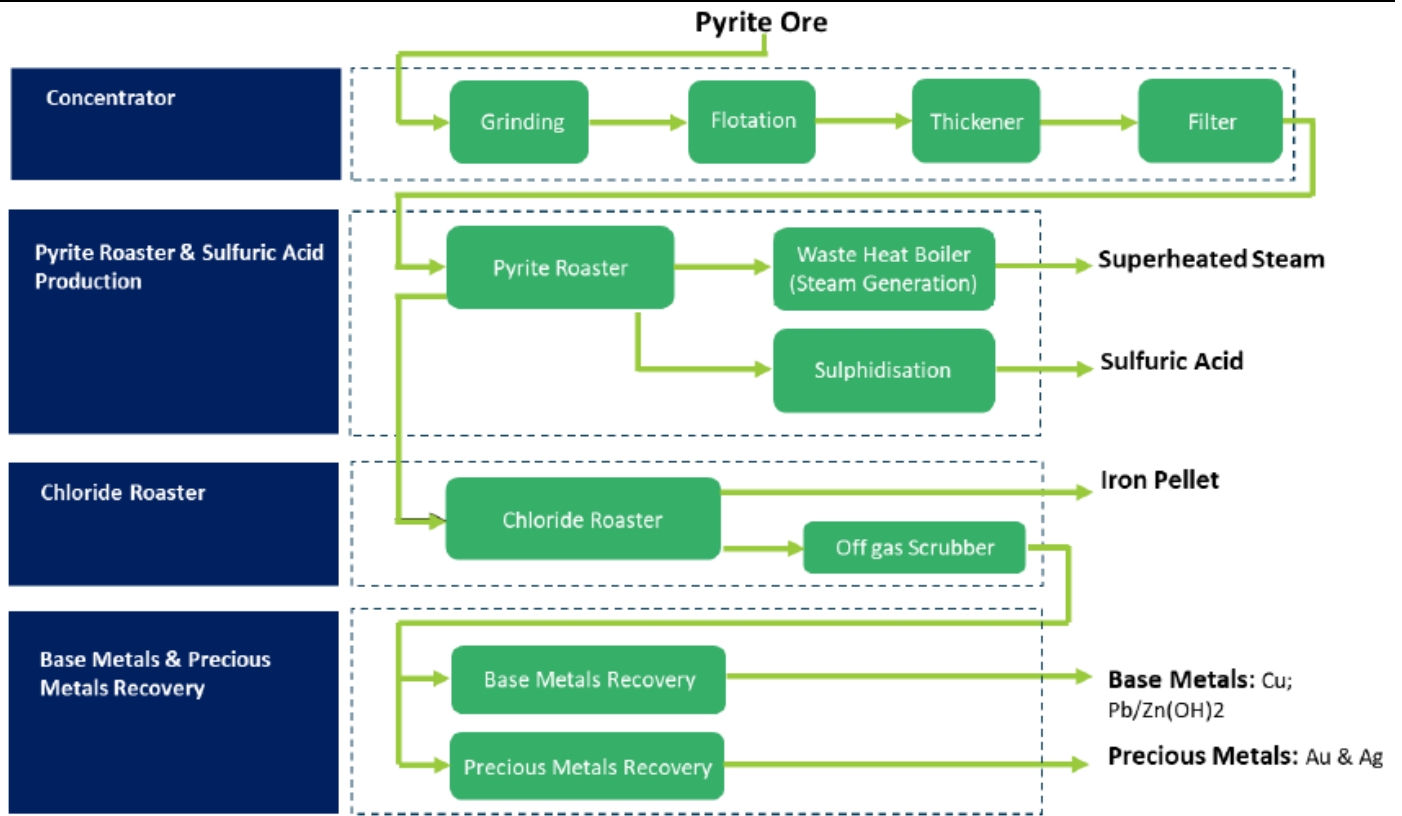 Pyrite Ore
Concentrator
Grinding
Flotation
Thickener
Filter
Pyrite Roaster & Sulfuric Acid
Production
Pyrite Roaster
Waste Heat Boiler
(Steam Generation)
Superheated Steam
Sulphidisation
Sulfuric Acid
Chloride Roaster
Chloride Roaster
Iron Pellet
Off gas Scrubber
Base Metals & Precious
Metals Recovery
Base Metals Recovery
Base Metals: Cu;
Pb/Zn(OH)2
Precious Metals Recovery
Precious Metals: Au & Ag